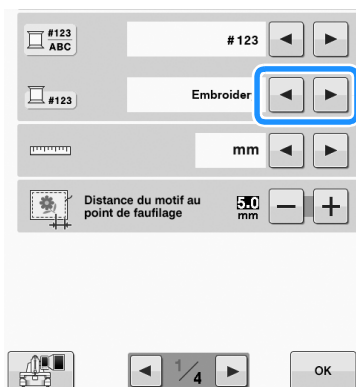 #123
ABC
#123
#123
Embroider
mm
Distance du motif au
point de faufilage
5.0
mm
1/4
OK